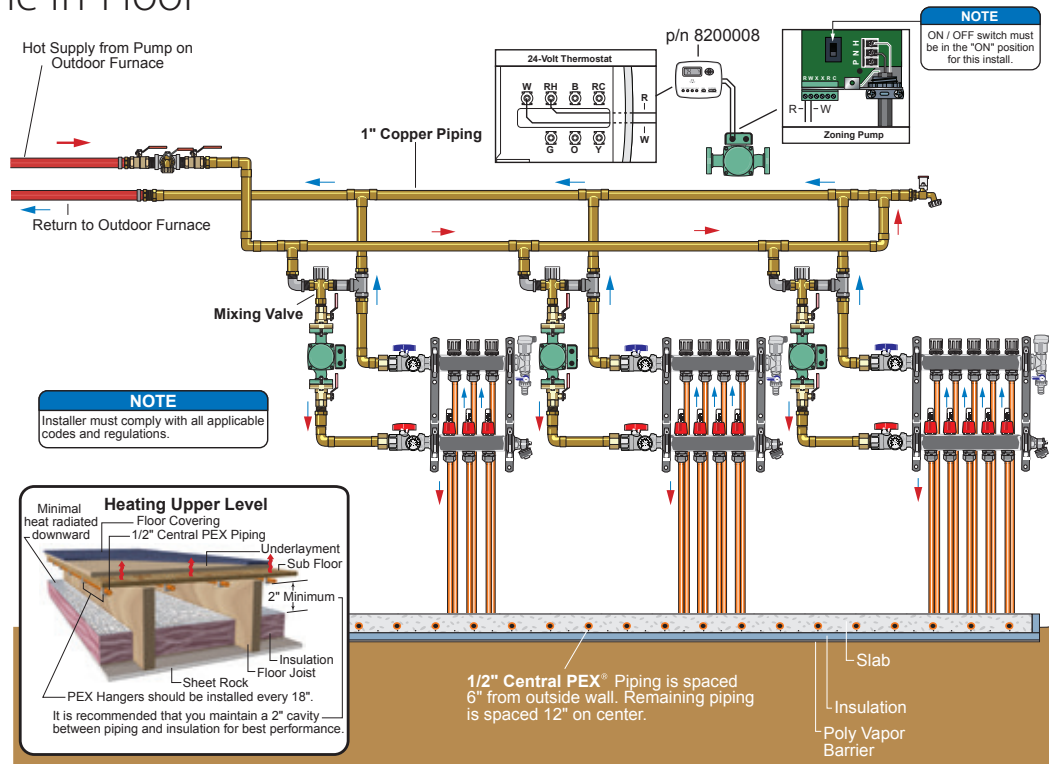 Hot Supply from Pump on
Outdoor Furnace
p/n 8200008
NOTE
ON / OFF switch must
be in the "ON" position
for this install.
24-Volt Thermostat
W RH B RC
G O Y
R
W
P N H
R W X X R C
R W
Zoning Pump
1" Copper Piping
Return to Outdoor Furnace
Mixing Valve
NOTE
Installer must comply with all applicable
codes and regulations.
Heating Upper Level
Minimal
heat radiated
downward
Floor Covering
1/2" Central PEX Piping
Underlayment
Sub Floor
2" Minimum
Insulation
Floor Joist
Sheet Rock
PEX Hangers should be installed every 18".
It is recommended that you maintain a 2" cavity
between piping and insulation for best performance.
1/2" Central PEX® Piping is spaced
6" from outside wall. Remaining piping
is spaced 12" on center.
Slab
Insulation
Poly Vapor
Barrier